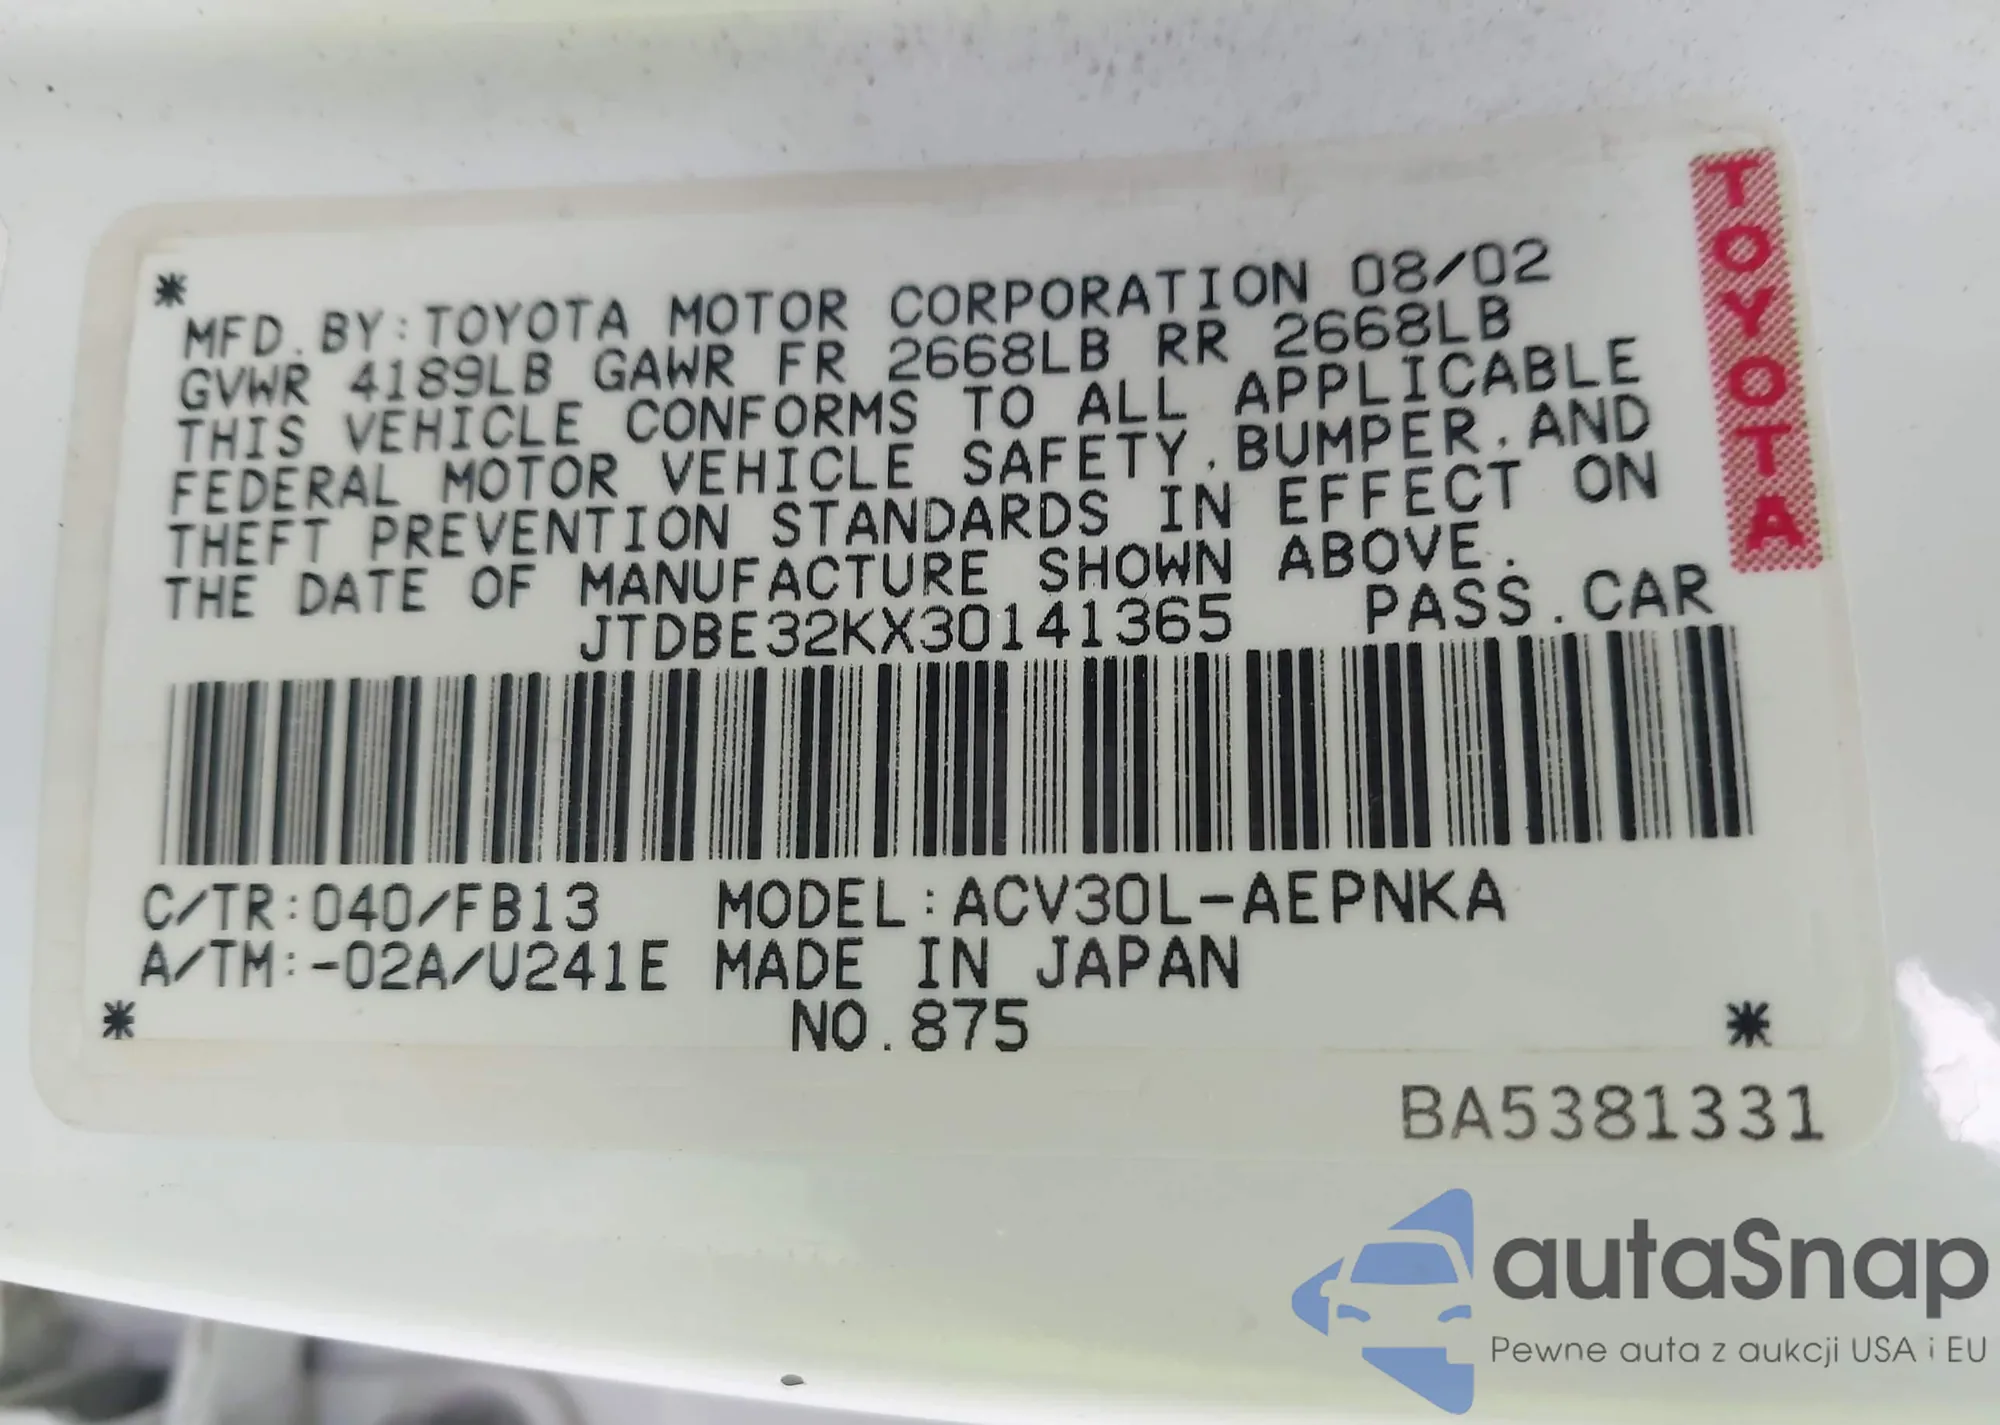 *
MFD. BY:TOYOTA MOTOR CORPORATION 08/02
GVWR 4189LB GAWR FR 2668LB RR 2668LB
THIS VEHICLE CONFORMS TO ALL APPLICABLE
FEDERAL MOTOR VEHICLE SAFETY,BUMPER,AND
THEFT PREVENTION STANDARDS IN EFFECT ON
THE DATE OF MANUFACTURE SHOWN ABOVE.
JTDBE32KX30141365 PASS.CAR
C/TR:040/FB13 MODEL:ACV30L-AEPNKA
A/TM:-02A/U241E MADE IN JAPAN
* NO.875 *
BA5381331
TOYOTA
autaSnap
Pewne auta z aukcji USA i EU